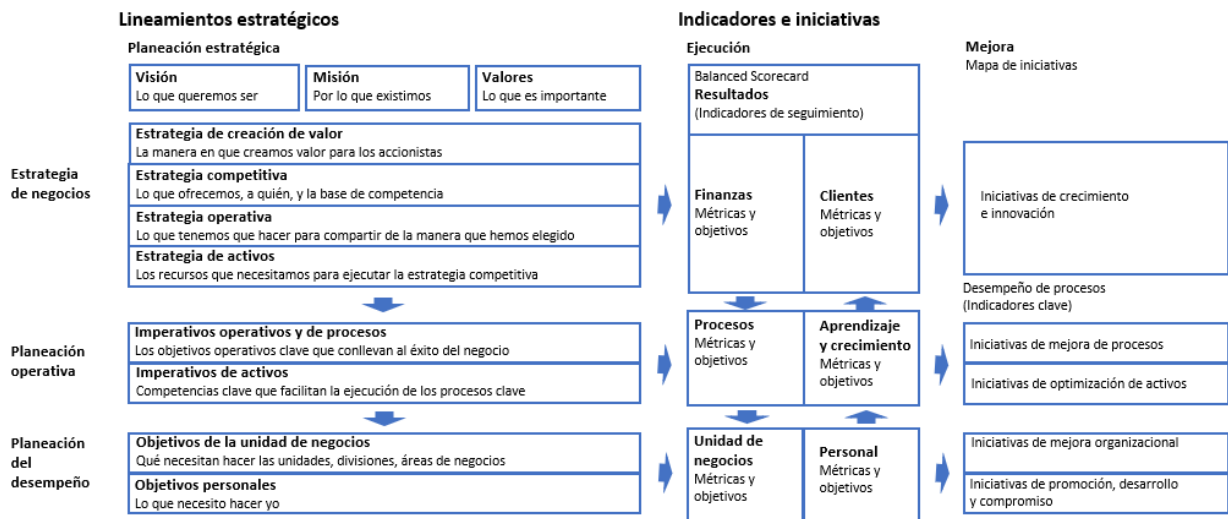 Lineamientos estratégicos
Indicadores e iniciativas
Planeación estratégica
Ejecución
Mejora
Mapa de iniciativas
Visión
Lo que queremos ser
Misión
Por lo que existimos
Valores
Lo que es importante
Balanced Scorecard
Resultados
(Indicadores de seguimiento)
Estrategia
de negocios
Estrategia de creación de valor
La manera en que creamos valor para los accionistas
Estrategia competitiva
Lo que ofrecemos, a quién, y la base de competencia
Estrategia operativa
Lo que tenemos que hacer para compartir de la manera que hemos elegido
Estrategia de activos
Los recursos que necesitamos para ejecutar la estrategia competitiva
Finanzas
Métricas y
objetivos
Clientes
Métricas y
objetivos
Iniciativas de crecimiento
e innovación
Desempeño de procesos
(Indicadores clave)
Planeación
operativa
Imperativos operativos y de procesos
Los objetivos operativos clave que conllevan al éxito del negocio
Imperativos de activos
Competencias clave que facilitan la ejecución de los procesos clave
Procesos
Métricas y
objetivos
Aprendizaje
y crecimiento
Métricas y
objetivos
Iniciativas de mejora de procesos
Iniciativas de optimización de activos
Planeación
del
desempeño
Objetivos de la unidad de negocios
Qué necesitan hacer las unidades, divisiones, áreas de negocios
Objetivos personales
Lo que necesito hacer yo
Unidad de
negocios
Métricas y
objetivos
Personal
Métricas y
objetivos
Iniciativas de mejora organizacional
Iniciativas de promoción, desarrollo
y compromiso